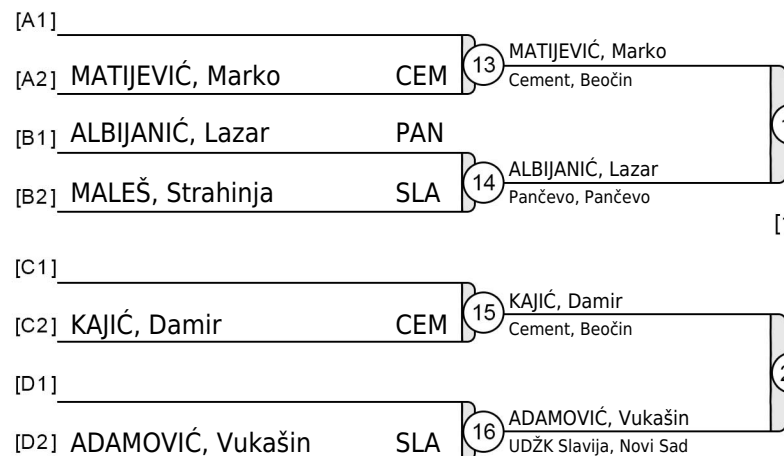 [A1]
[A2] MATIJEVIĆ, Marko CEM
13 MATIJEVIĆ, Marko
Cement, Beočin
[B1] ALBIJANIĆ, Lazar PAN
[B2] MALEŠ, Strahinja SLA
14 ALBIJANIĆ, Lazar
Pančevo, Pančevo
[C1]
[C2] KAJIĆ, Damir CEM
15 KAJIĆ, Damir
Cement, Beočin
[D1]
[D2] ADAMOVIĆ, Vukašin SLA
16 ADAMOVIĆ, Vukašin
UDŽK Slavija, Novi Sad